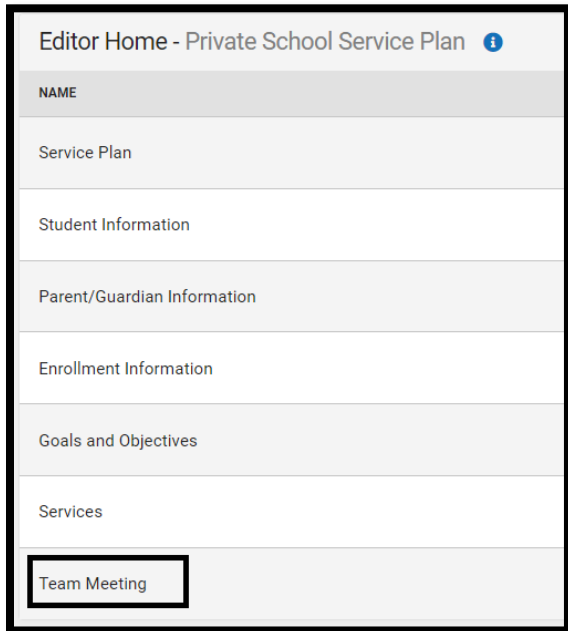 Editor Home - Private School Service Plan
NAME
Service Plan
Student Information
Parent/Guardian Information
Enrollment Information
Goals and Objectives
Services
Team Meeting